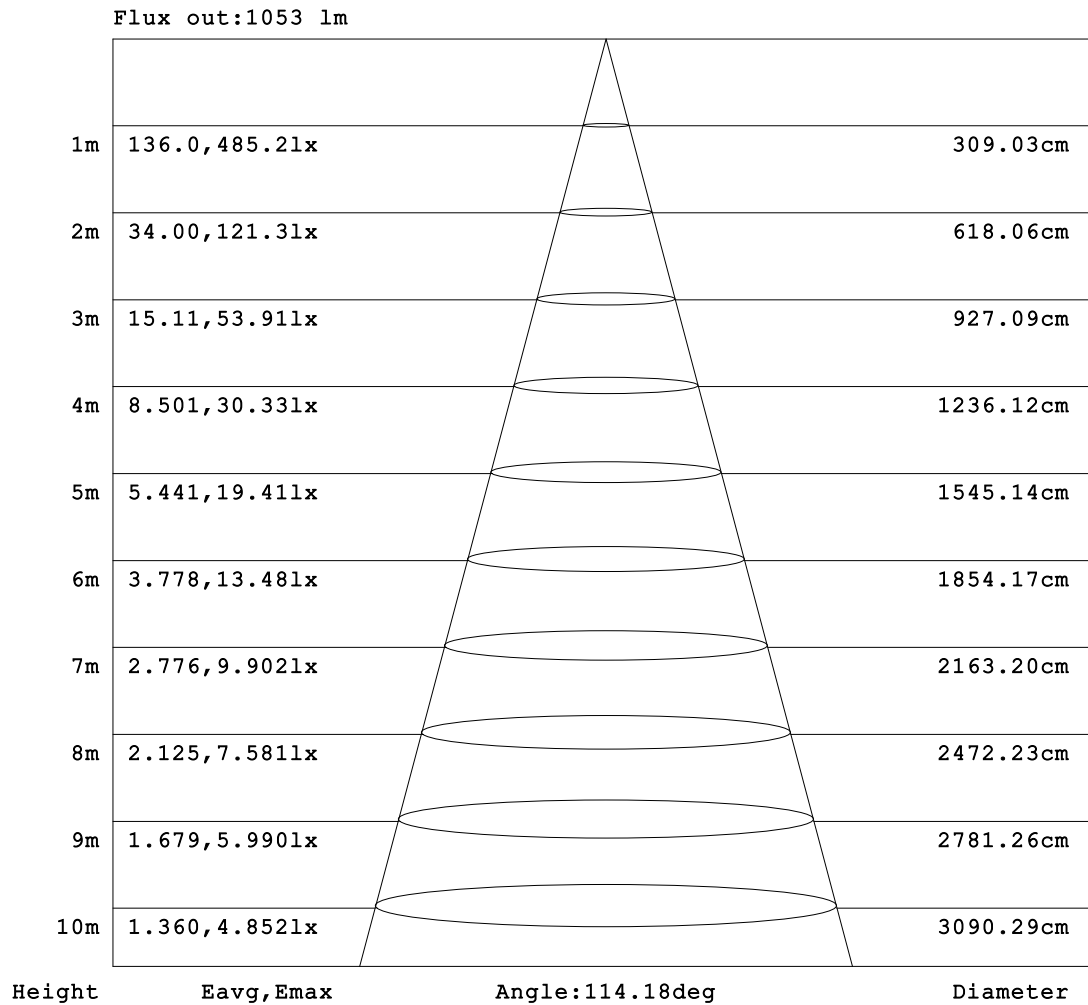 Flux out:1053 lm
1m 136.0,485.2lx 309.03cm
2m 34.00,121.3lx 618.06cm
3m 15.11,53.91lx 927.09cm
4m 8.501,30.33lx 1236.12cm
5m 5.441,19.41lx 1545.14cm
6m 3.778,13.48lx 1854.17cm
7m 2.776,9.902lx 2163.20cm
8m 2.125,7.581lx 2472.23cm
9m 1.679,5.990lx 2781.26cm
10m 1.360,4.852lx 3090.29cm
Height Eavg,Emax Angle:114.18deg Diameter